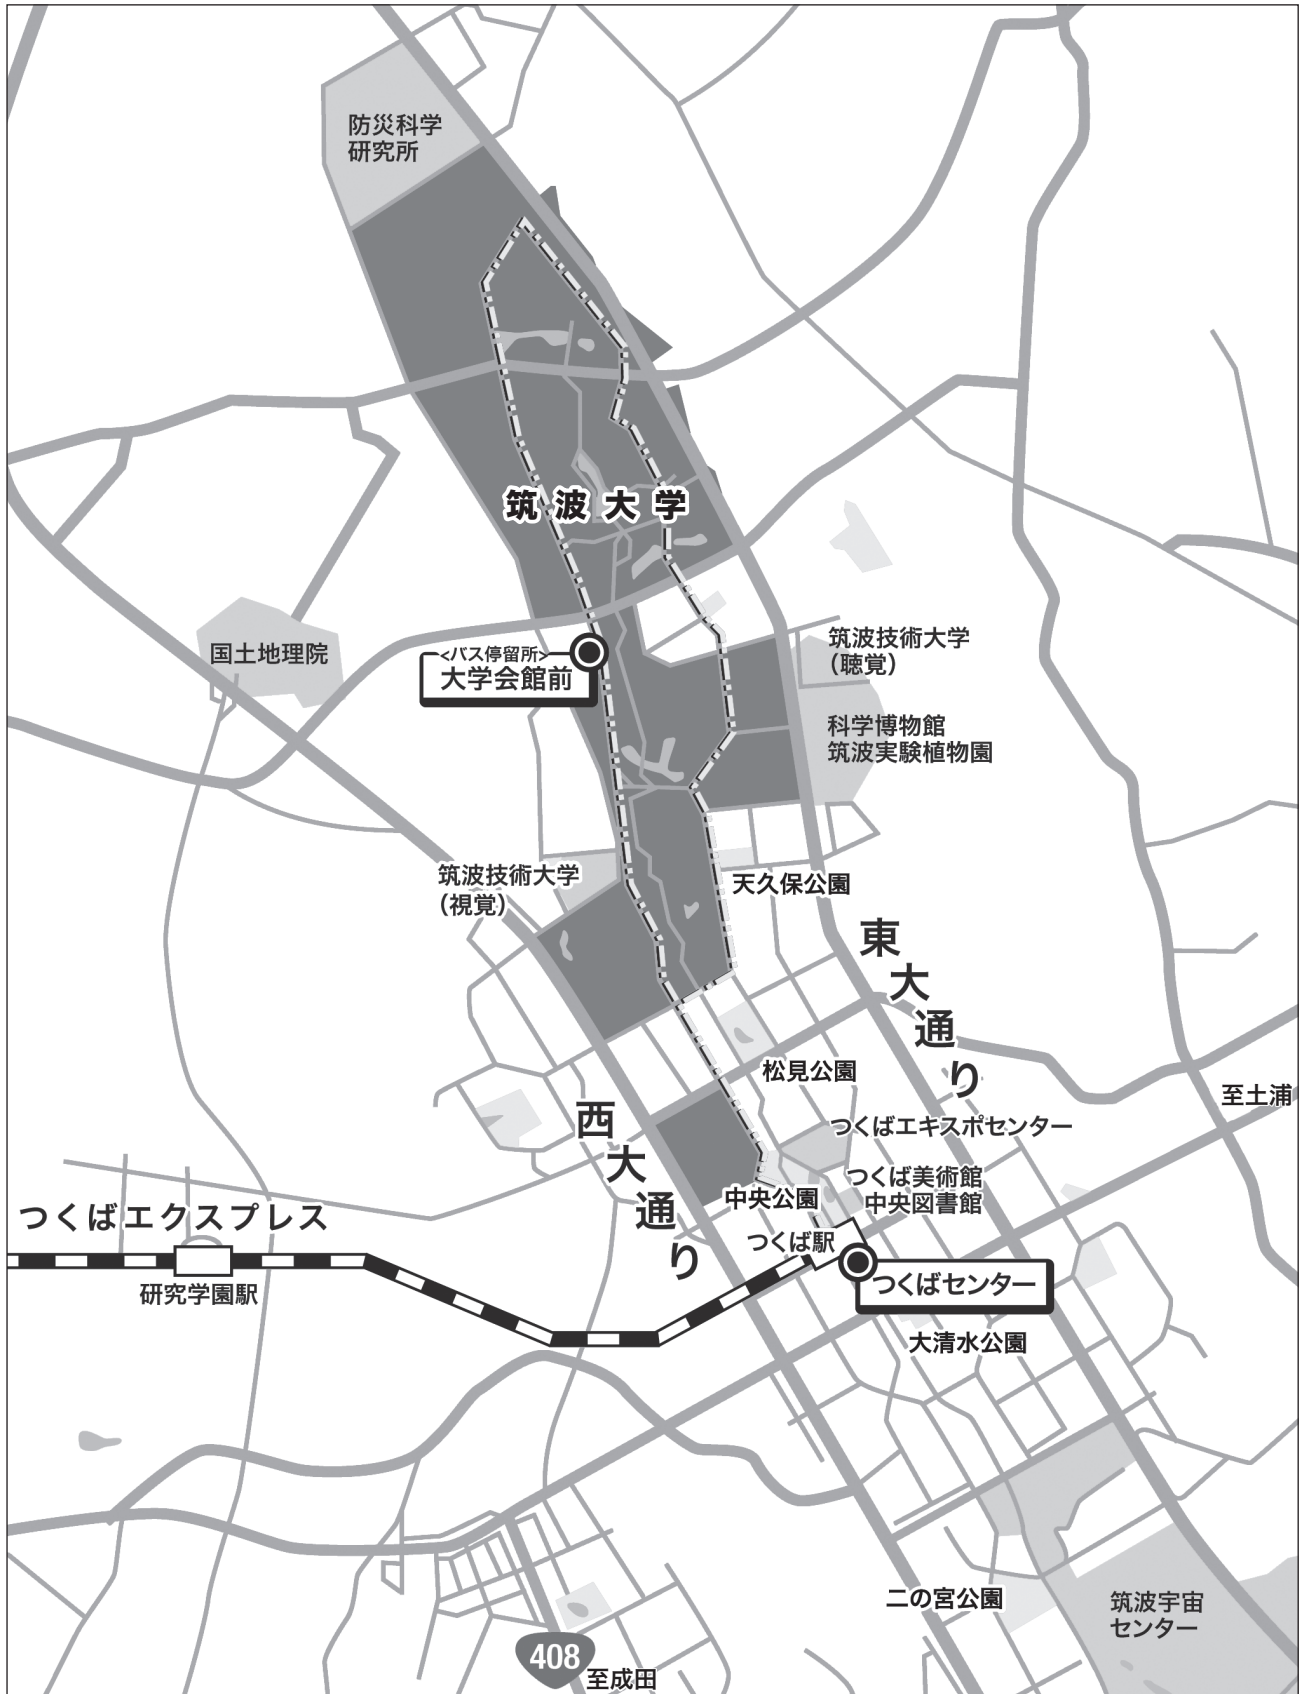 防災科学
研究所
筑波大学
国土地理院
<バス停留所>
大学会館前
筑波技術大学
（聴覚）
科学博物館
筑波実験植物園
筑波技術大学
（視覚）
天久保公園
東大通り
松見公園
至土浦
西大通り
つくばエキスポセンター
つくば美術館
中央図書館
中央公園
つくばエクスプレス
つくば駅
研究学園駅
つくばセンター
大清水公園
二の宮公園
筑波宇宙
センター
408
至成田